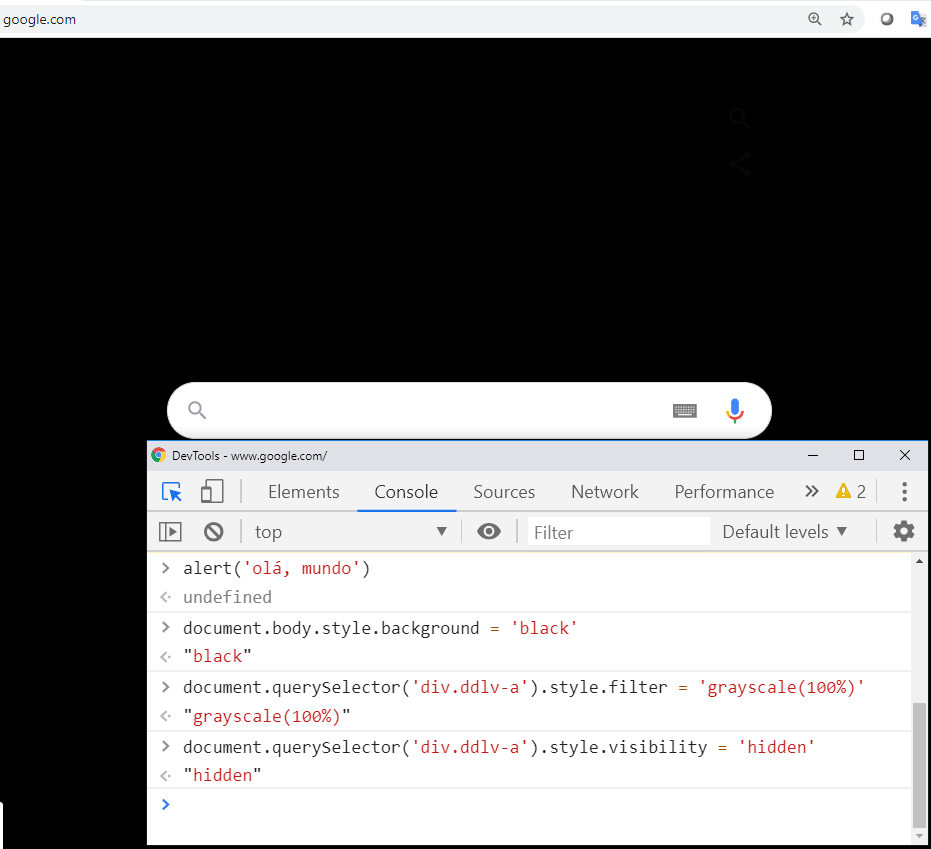 google.com
DevTools - www.google.com/
Elements Console Sources Network Performance 2
top Filter Default levels
alert('olá, mundo')
undefined
document.body.style.background = 'black'
"black"
document.querySelector('div.ddlv-a').style.filter = 'grayscale(100%)'
"grayscale(100%)"
document.querySelector('div.ddlv-a').style.visibility = 'hidden'
"hidden"